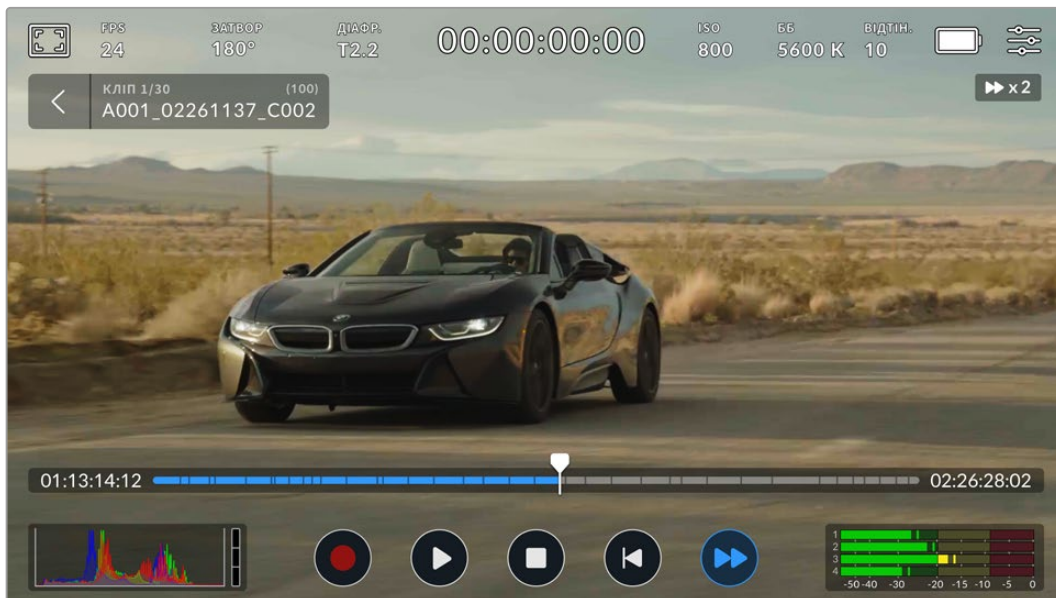 FPS
24
ЗАТВОР
180°
ДІАФР.
T2.2
00:00:00:00
ISO
800
ББ
5600 K
ВІДТІН.
10
КЛІП 1/30 (100)
A001_02261137_C002
x 2
01:13:14:12
02:26:28:02
1
2
3
4
-50 -40 -30 -20 -15 -10 -5 0